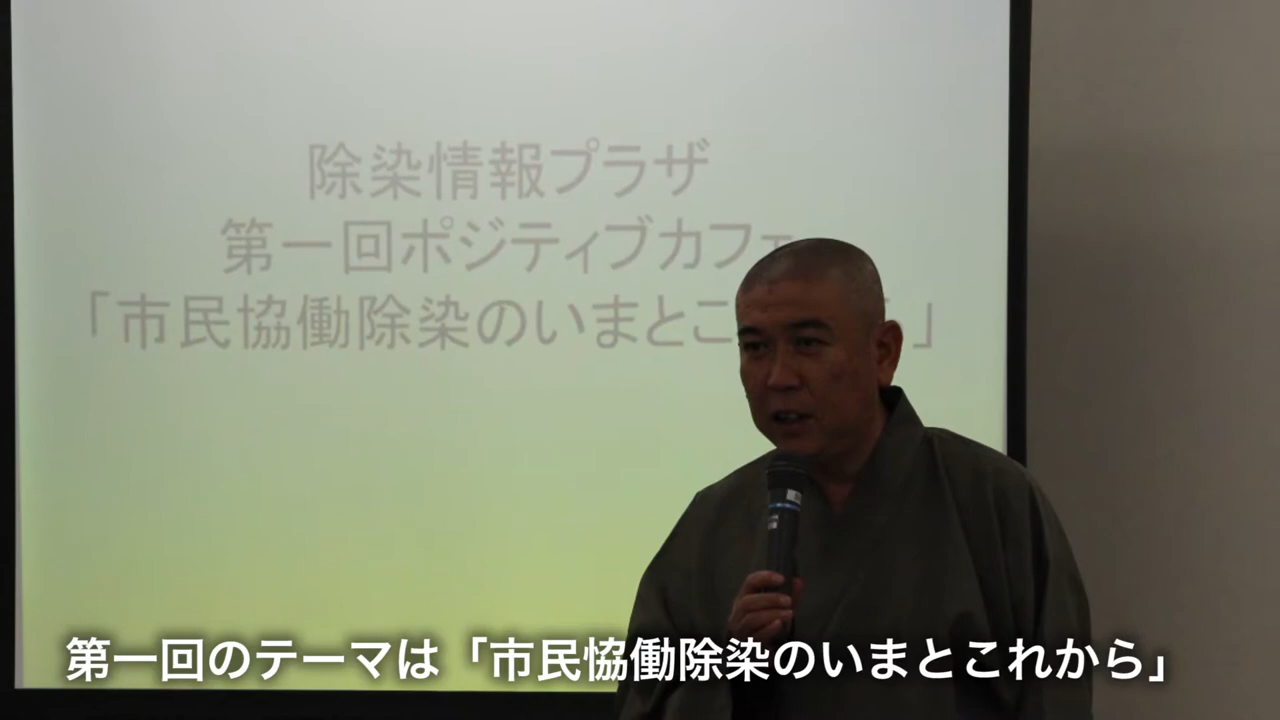 除染情報プラザ
第一回ポジティブカフェ
「市民協働除染のいまとこ 」
第一回のテーマは「市民恊働除染のいまとこれから」